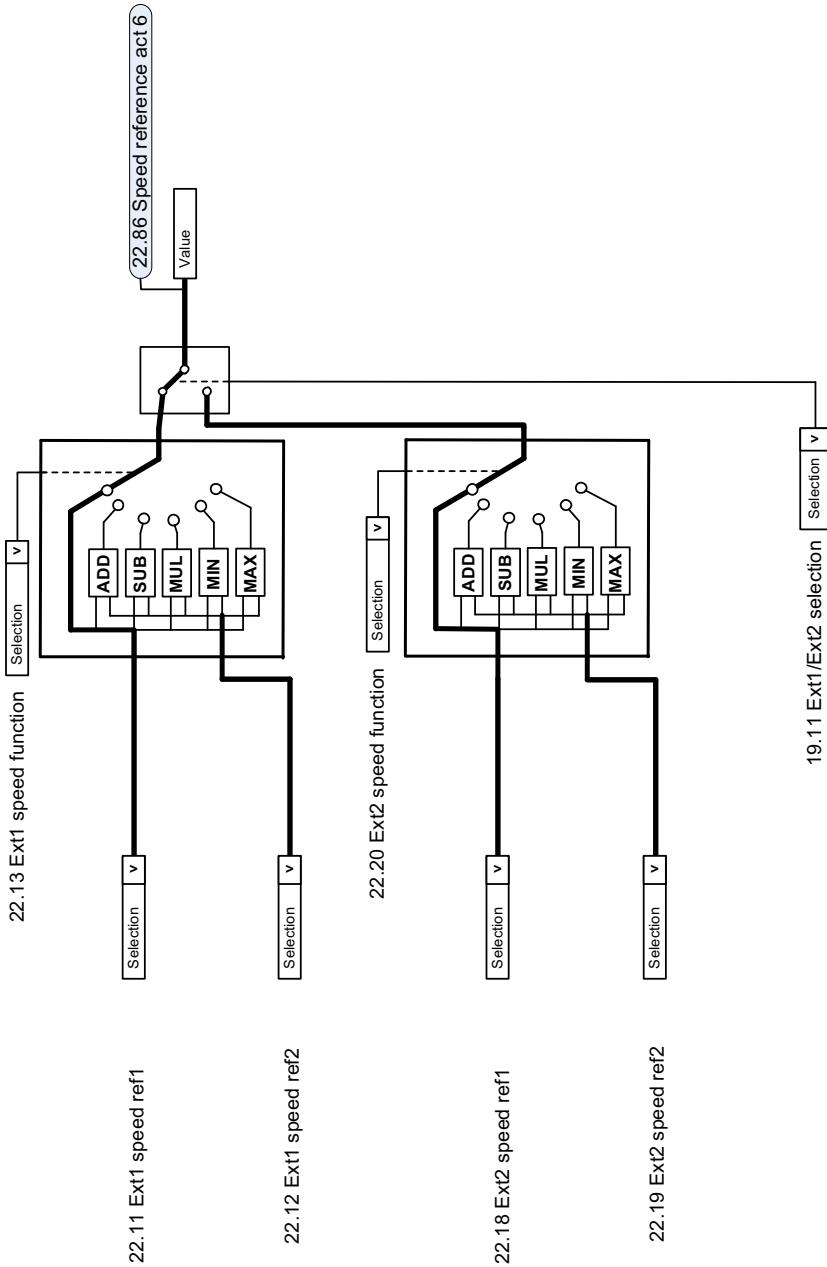 22.86 Speed reference act 6
Value
22.13 Ext1 speed function
Selection v
ADD
SUB
MUL
MIN
MAX
22.11 Ext1 speed ref1
Selection v
22.12 Ext1 speed ref2
Selection v
22.20 Ext2 speed function
Selection v
ADD
SUB
MUL
MIN
MAX
22.18 Ext2 speed ref1
Selection v
22.19 Ext2 speed ref2
Selection v
19.11 Ext1/Ext2 selection
Selection v